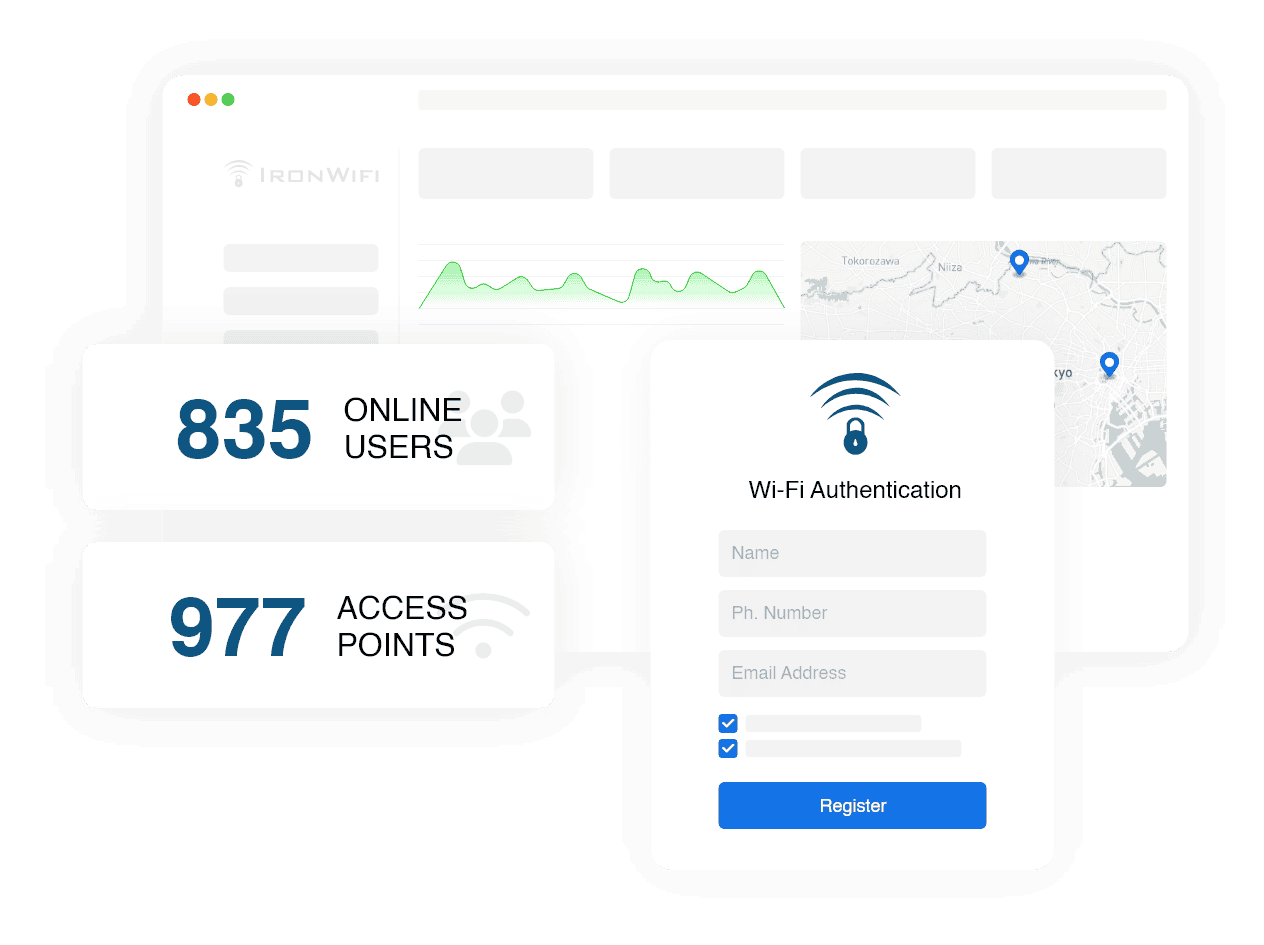 IRONWIFI
Tokorozawa
Niiza
River
kyo
835
ONLINE
USERS
977
ACCESS
POINTS
Wi-Fi Authentication
Name
Ph. Number
Email Address
Register